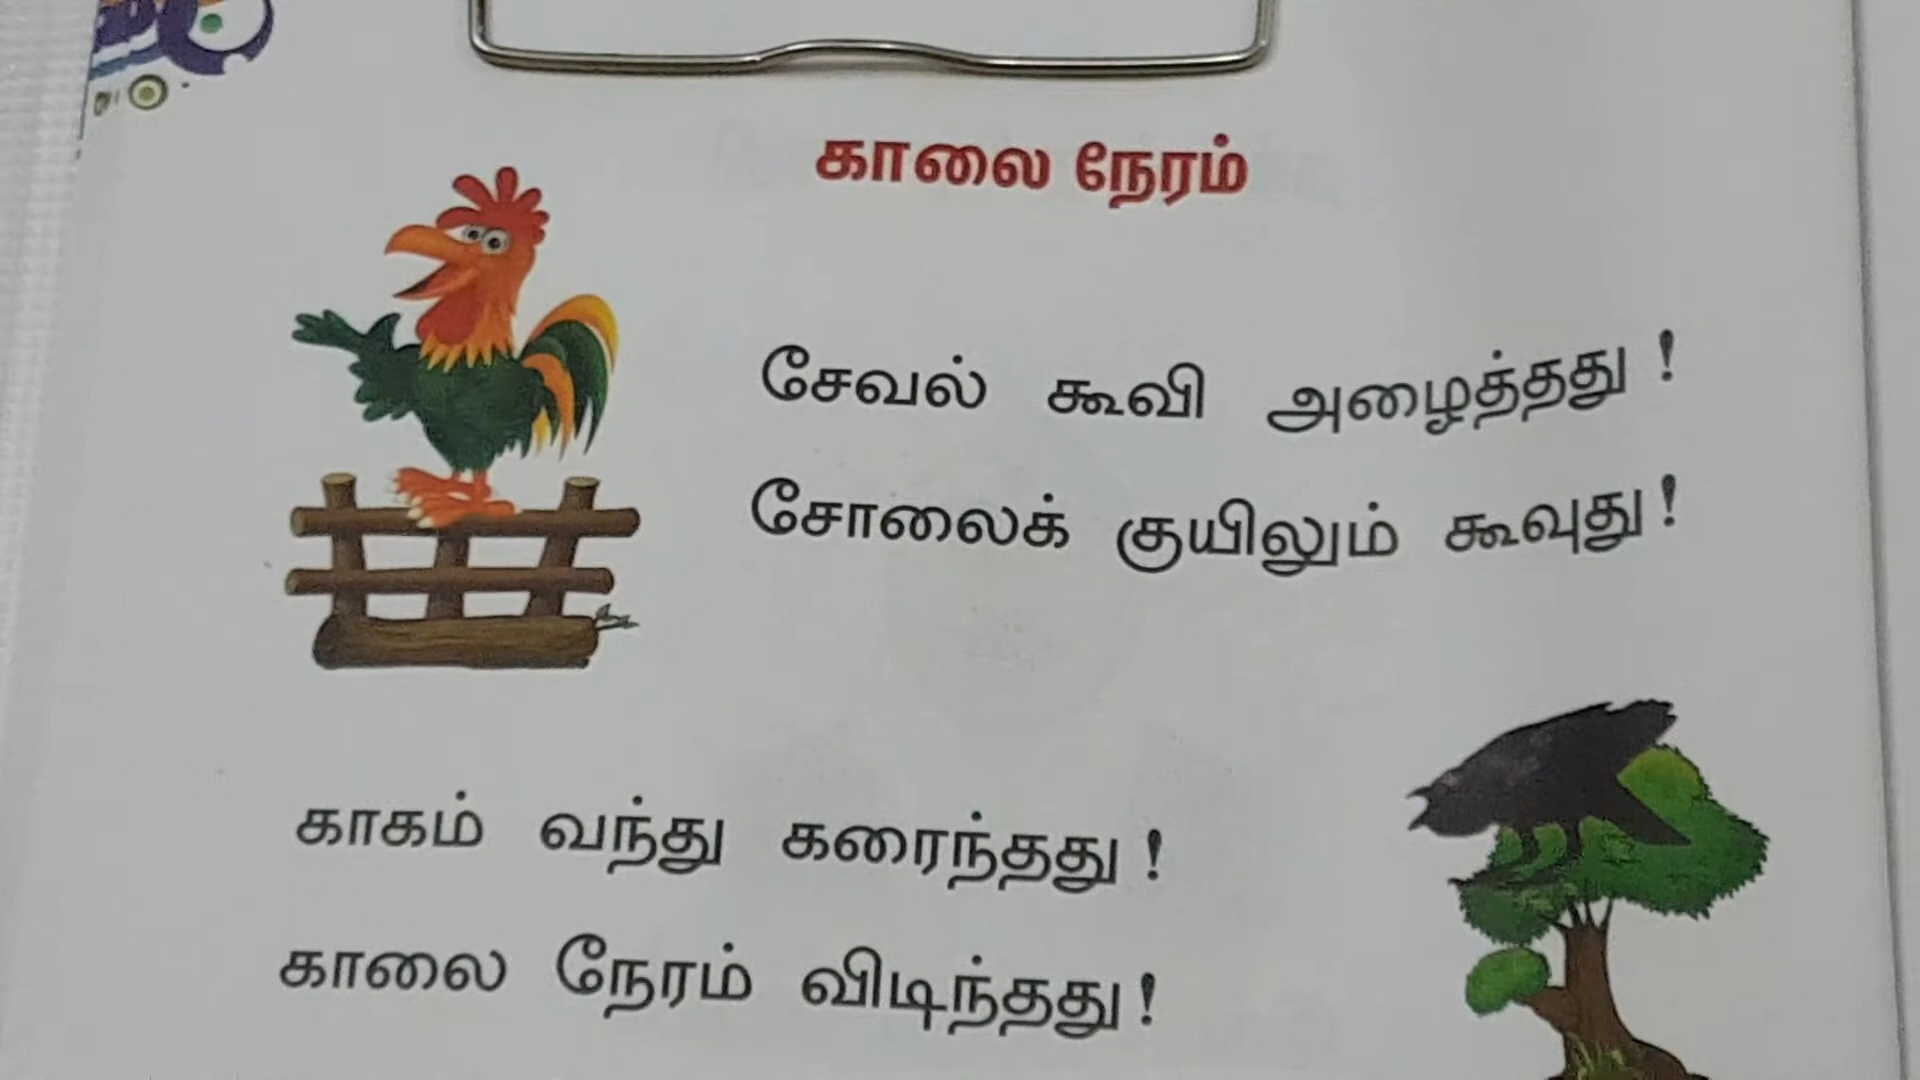 காலை நேரம்
சேவல் கூவி அழைத்தது !
சோலைக் குயிலும் கூவுது !
காகம் வந்து கரைந்தது !
காலை நேரம் விடிந்தது !